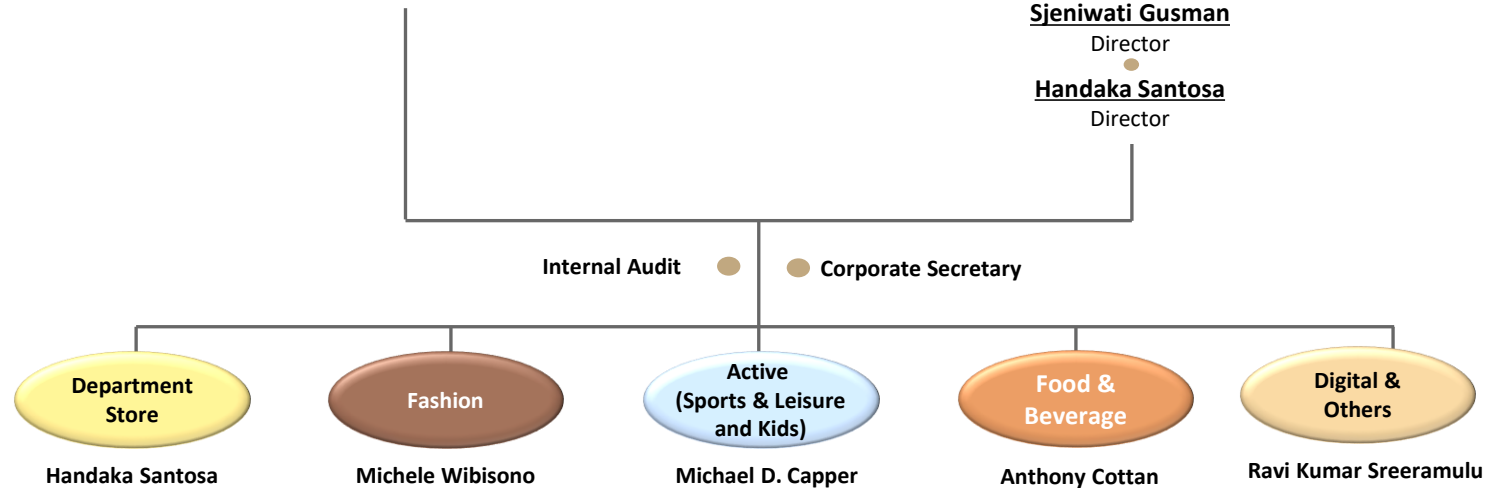 Sjeniwati Gusman
Director
Handaka Santosa
Director
Internal Audit
Corporate Secretary
Department
Store
Fashion
Active
(Sports & Leisure
and Kids)
Food &
Beverage
Digital &
Others
Handaka Santosa
Michele Wibisono
Michael D. Capper
Anthony Cottan
Ravi Kumar Sreeramulu